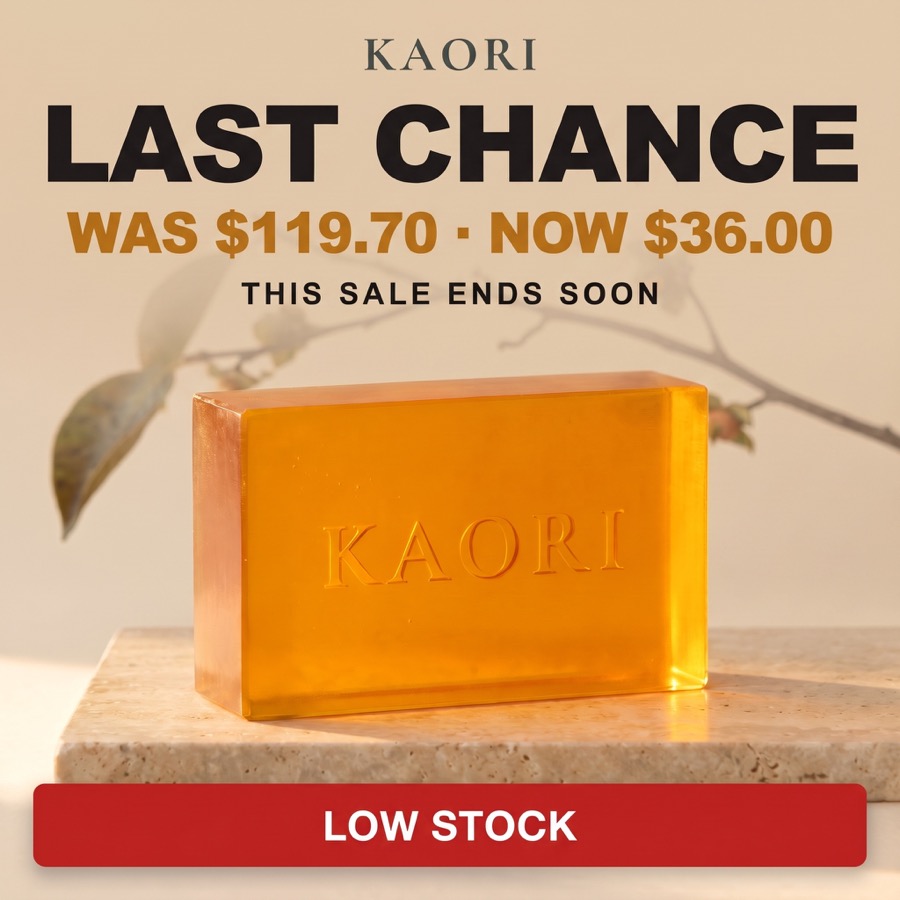 KAORI
LAST CHANCE
WAS $119.70 · NOW $36.00
THIS SALE ENDS SOON
KAORI
LOW STOCK